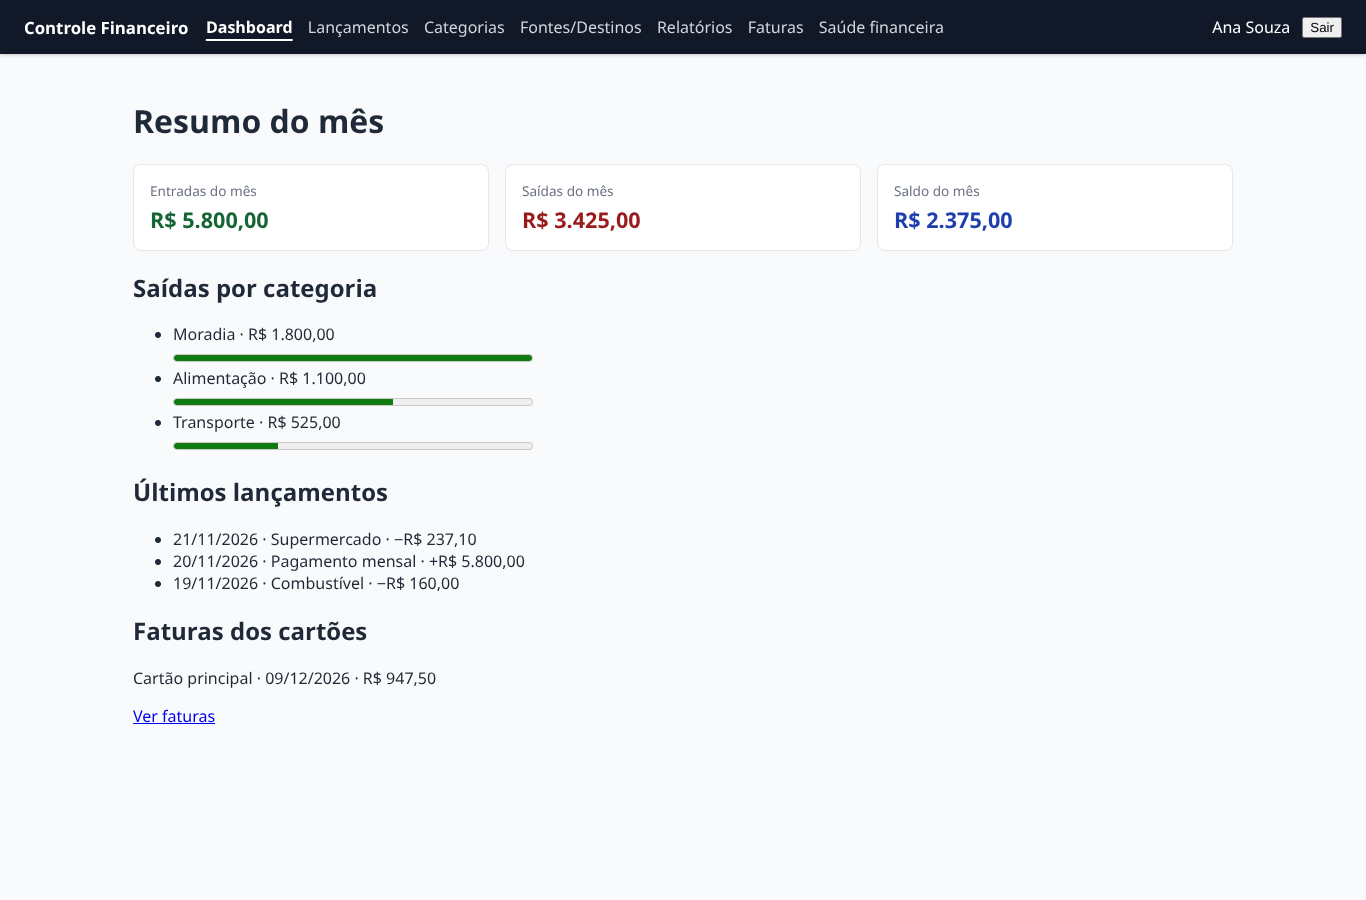 Controle Financeiro Dashboard Lançamentos Categorias Fontes/Destinos Relatórios Faturas Saúde financeira Ana Souza Sair
Resumo do mês
Entradas do mês Saídas do mês Saldo do mês
R$ 5.800,00 R$ 3.425,00 R$ 2.375,00
Saídas por categoria
Moradia · R$ 1.800,00
Alimentação · R$ 1.100,00
Transporte · R$ 525,00
Últimos lançamentos
21/11/2026 · Supermercado · −R$ 237,10
20/11/2026 · Pagamento mensal · +R$ 5.800,00
19/11/2026 · Combustível · −R$ 160,00
Faturas dos cartões
Cartão principal · 09/12/2026 · R$ 947,50
Ver faturas